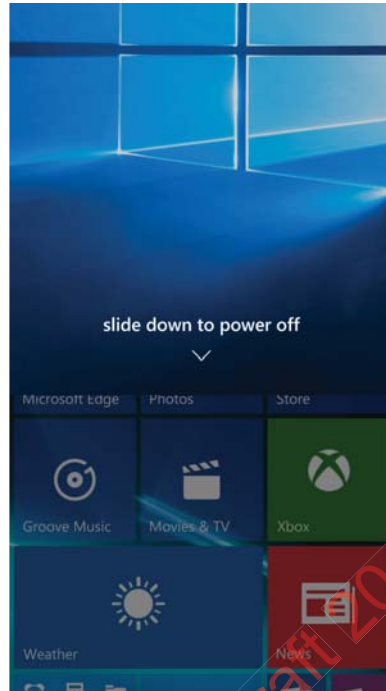 slide down to power off
Microsoft Edge Photos Store
Groove Music Movies & TV Xbox
Weather News